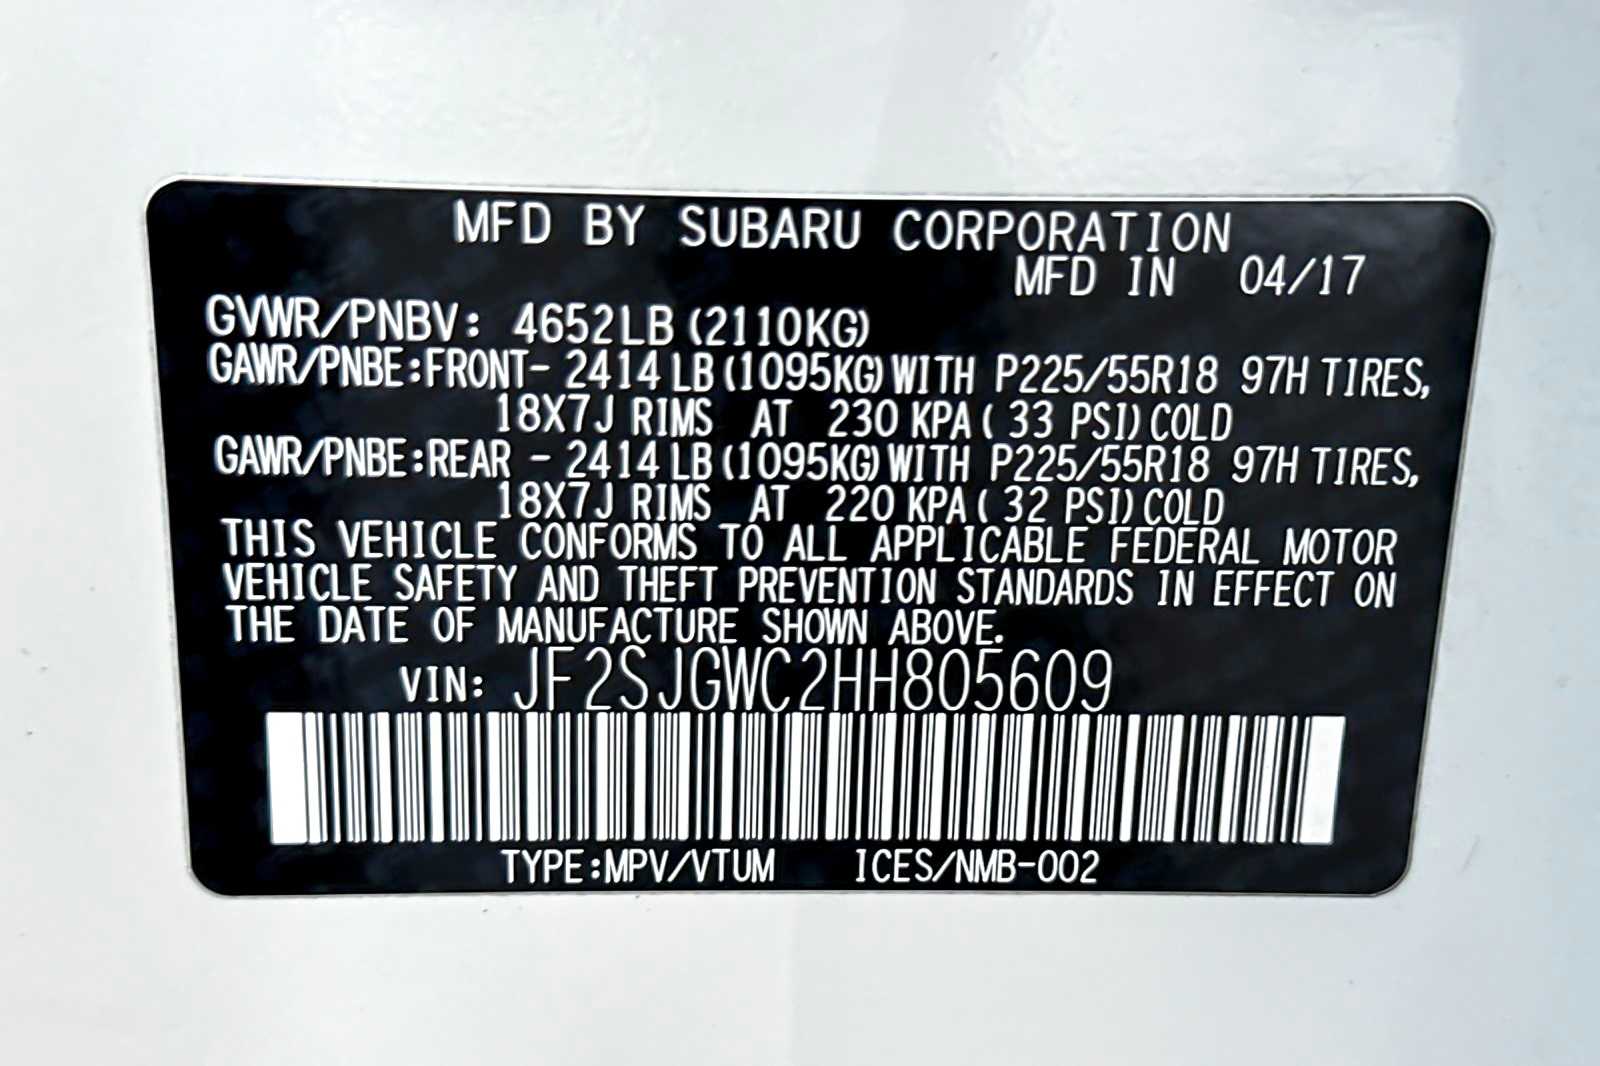 MFD BY SUBARU CORPORATION
MFD IN 04/17
GVWR/PNBV: 4652LB (2110KG)
GAWR/PNBE:FRONT- 2414 LB (1095KG) WITH P225/55R18 97H TIRES,
18X7J RIMS AT 230 KPA ( 33 PSI) COLD
GAWR/PNBE:REAR - 2414 LB (1095KG) WITH P225/55R18 97H TIRES,
18X7J RIMS AT 220 KPA ( 32 PSI) COLD
THIS VEHICLE CONFORMS TO ALL APPLICABLE FEDERAL MOTOR
VEHICLE SAFETY AND THEFT PREVENTION STANDARDS IN EFFECT ON
THE DATE OF MANUFACTURE SHOWN ABOVE.
VIN: JF2SJGWC2HH805609
TYPE:MPV/VTUM ICES/NMB-002